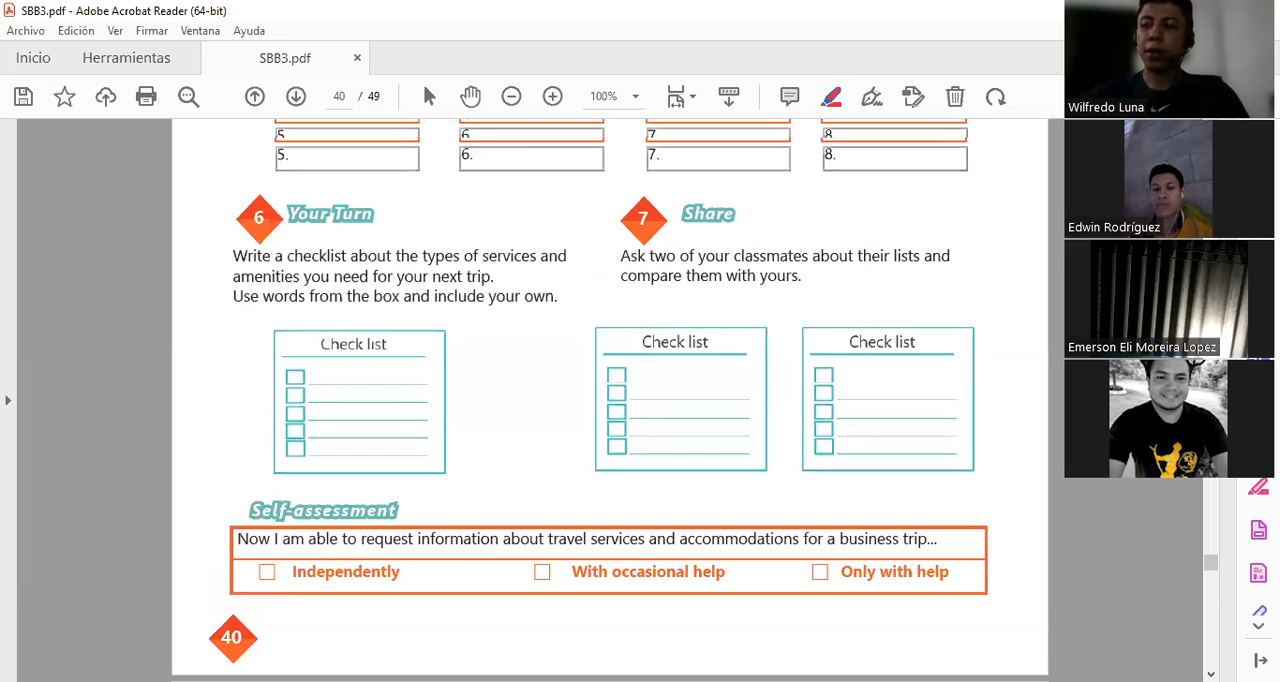 SBB3.pdf - Adobe Acrobat Reader (64-bit)
Archivo Edición Ver Firmar Ventana Ayuda
Inicio Herramientas SBB3.pdf ×
40 / 49 100%
5. 6. 7. 8.
5. 6. 7. 8.
6 Your Turn
Write a checklist about the types of services and
amenities you need for your next trip.
Use words from the box and include your own.
Check list
7 Share
Ask two of your classmates about their lists and
compare them with yours.
Check list Check list
Self-assessment
Now I am able to request information about travel services and accommodations for a business trip...
Independently With occasional help Only with help
40
Wilfredo Luna
Edwin Rodríguez
Emerson Eli Moreira Lopez